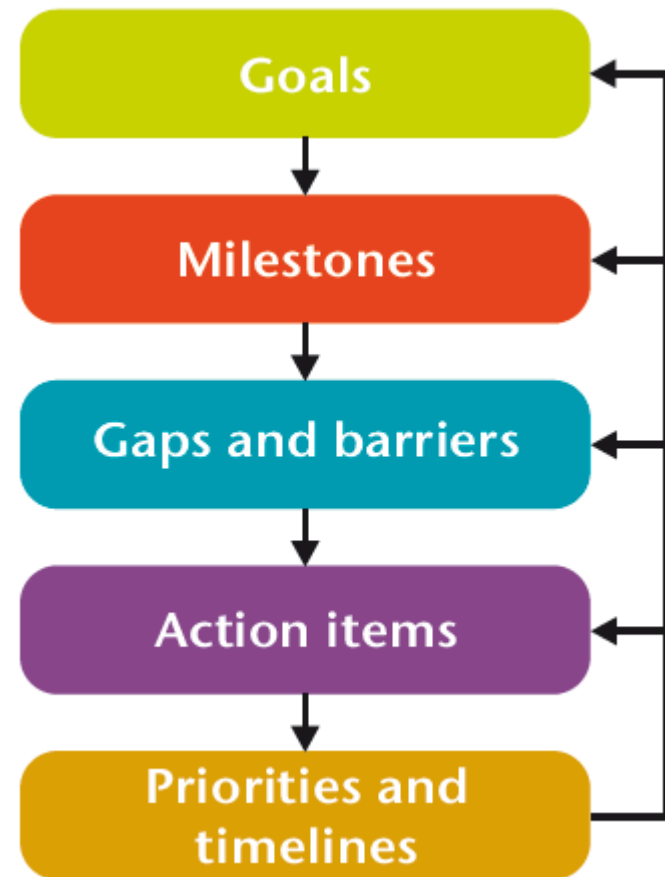 Goals
Milestones
Gaps and barriers
Action items
Priorities and
timelines